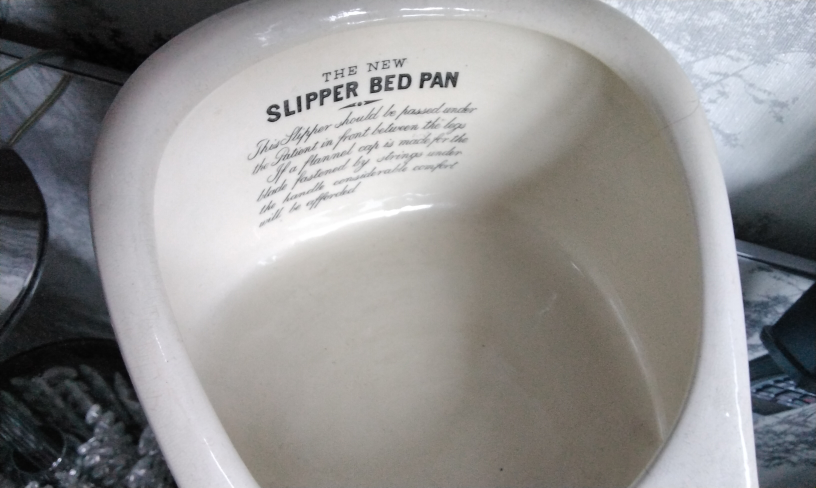 THE NEW
SLIPPER BED PAN
This Slipper should be passed under
the Patient in front between the legs
If a flannel cap is made for the
blade fastened by strings under
the handle considerable comfort
will be afforded